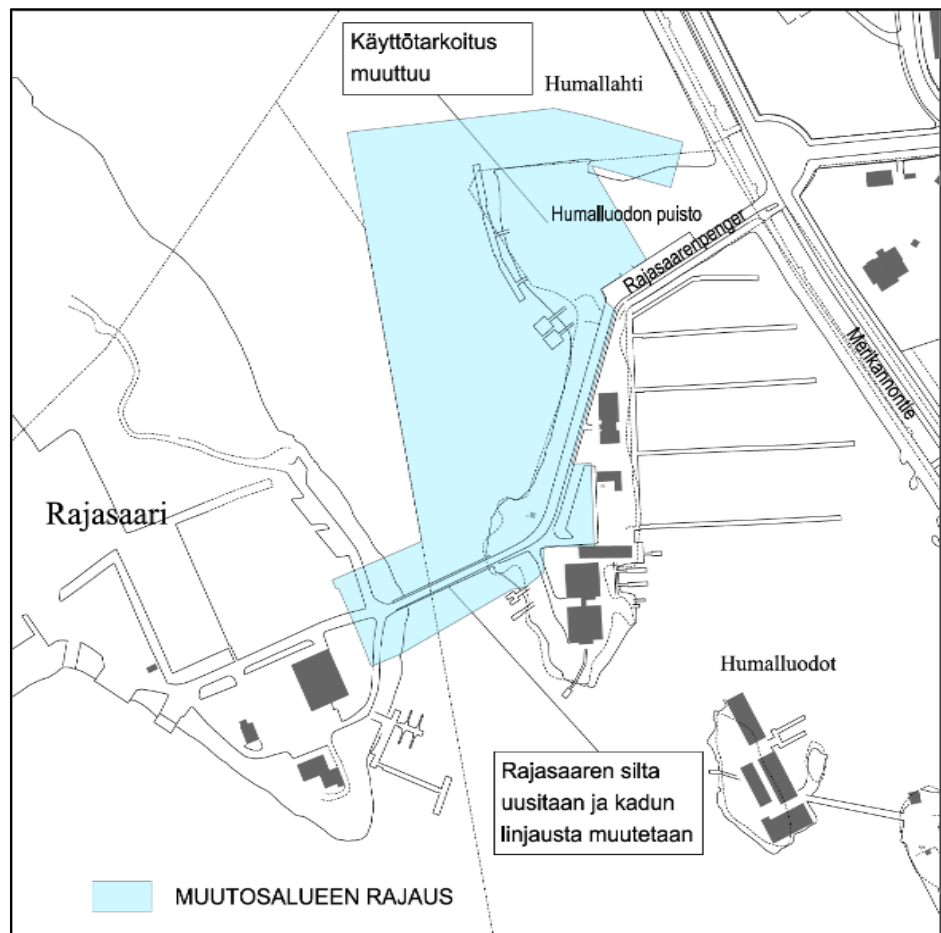 Käyttötarkoitus
muuttuu
Humallahti
Humalluodon puisto
Rajasaarenpenger
Merikannontie
Rajasaari
Humalluodot
Rajasaaren silta
uusitaan ja kadun
linjausta muutetaan
MUUTOSALUEEN RAJAUS